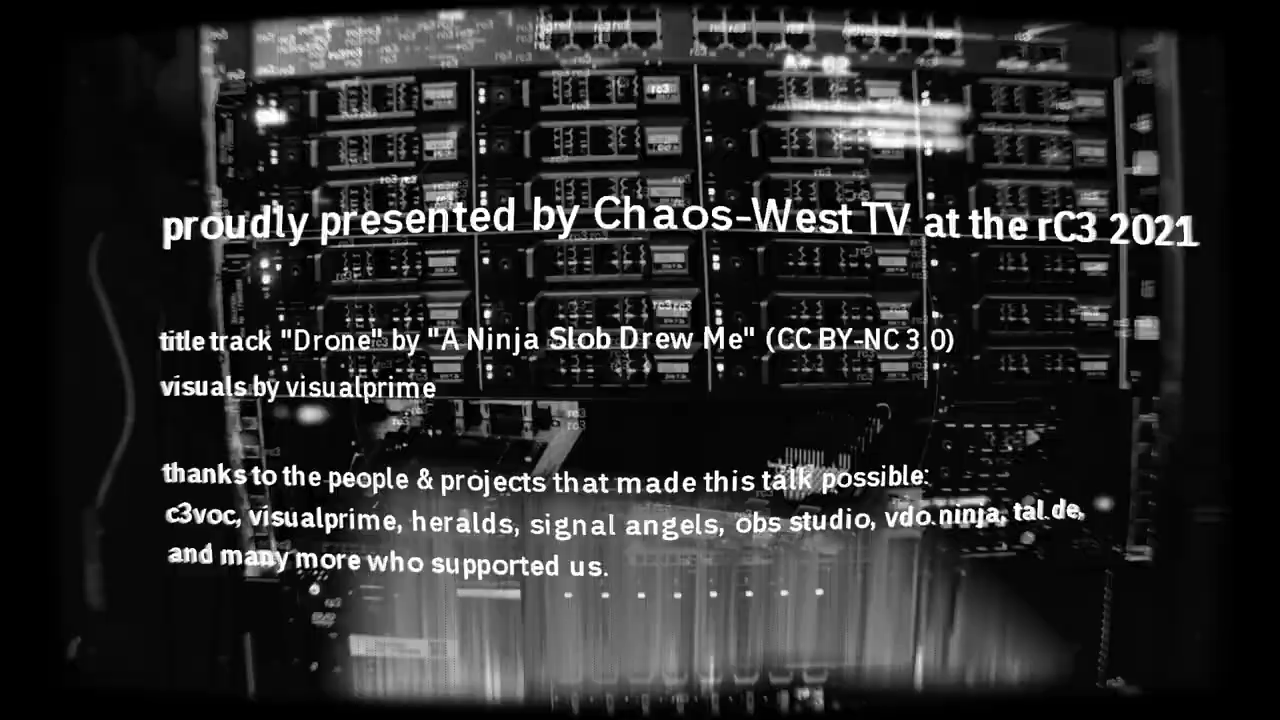 proudly presented by Chaos-West TV at the rC3 2021
title track "Drone" by "A Ninja Slob Drew Me" (CC BY-NC 3.0)
visuals by visualprime
thanks to the people & projects that made this talk possible:
c3voc, visualprime, heralds, signal angels, obs studio, vdo.ninja, tal.de,
and many more who supported us.